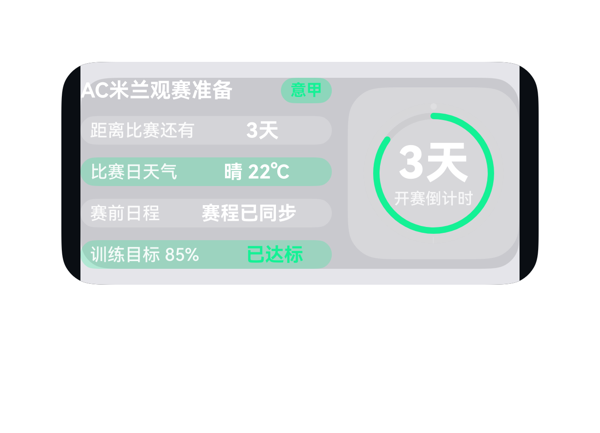 AC米兰观赛准备
意甲
距离比赛还有 3天
比赛日天气 晴 22℃
赛前日程 赛程已同步
训练目标 85% 已达标
3天
开赛倒计时